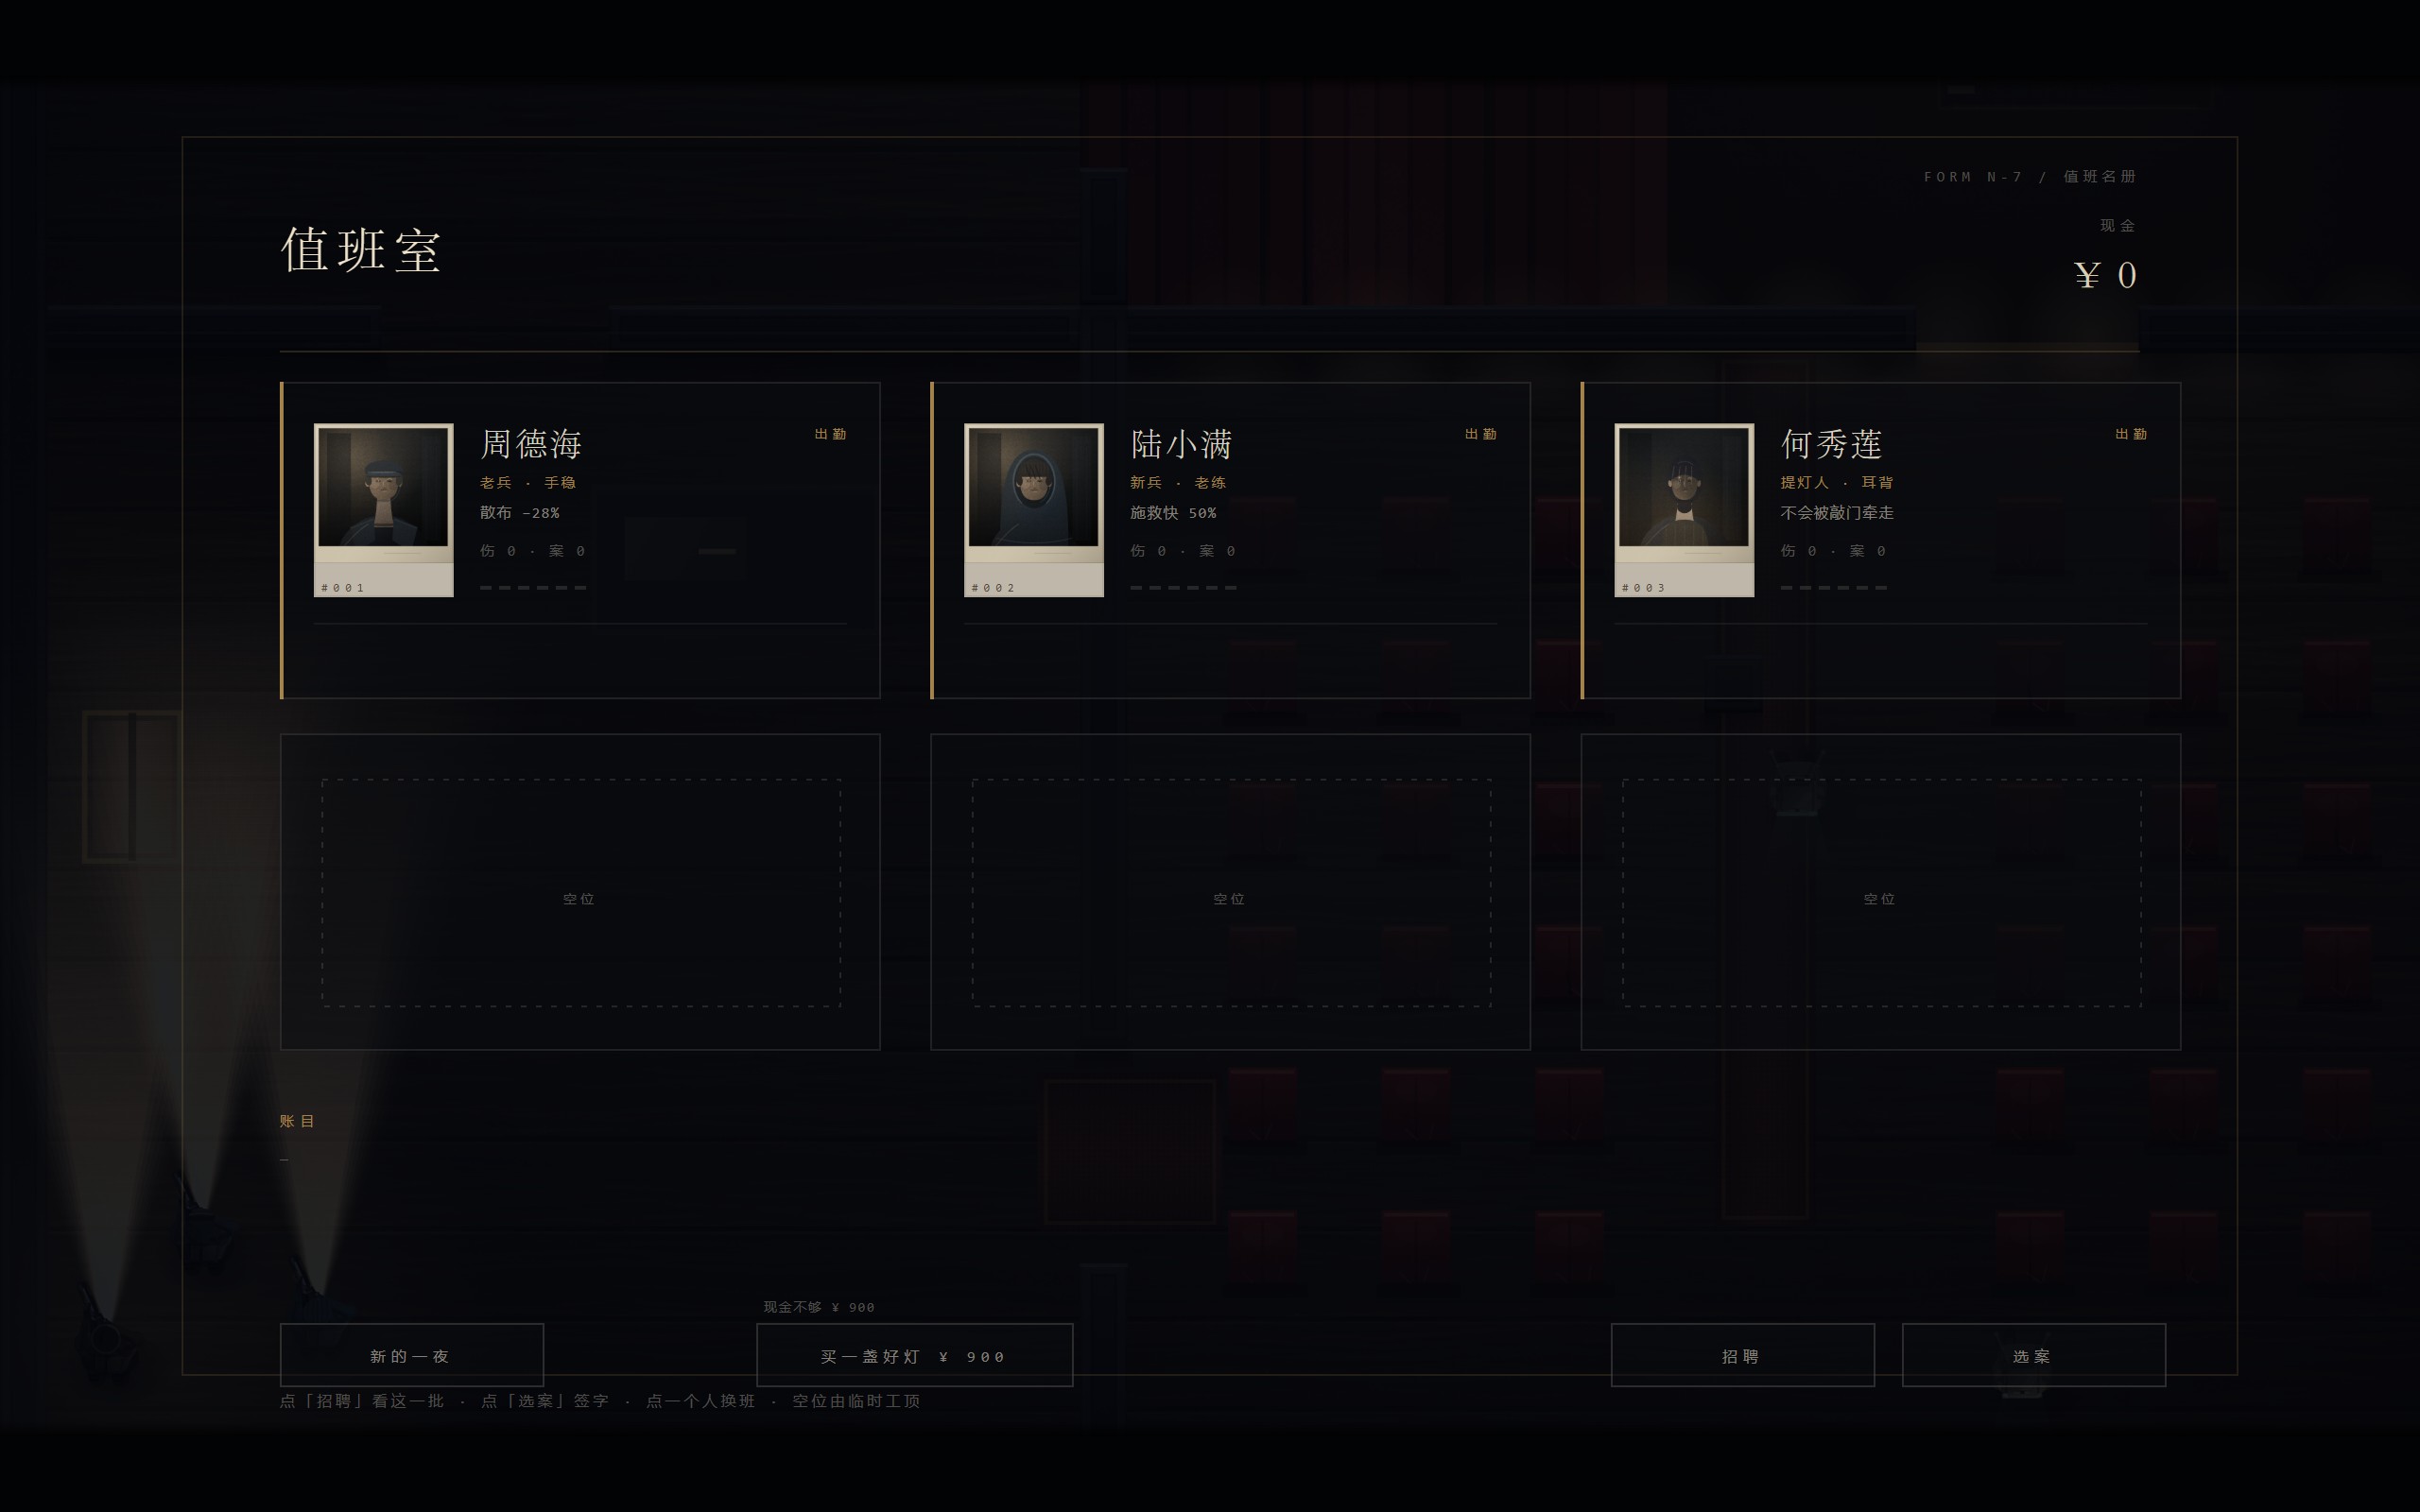 FORM N-7 / 值班名册
值班室
现金
¥ 0
周德海
出勤
老兵 · 手稳
散布 −28%
伤 0 · 案 0
#001
陆小满
出勤
新兵 · 老练
施救快 50%
伤 0 · 案 0
#002
何秀莲
出勤
提灯人 · 耳背
不会被敲门牵走
伤 0 · 案 0
#003
空位
空位
空位
账目
—
现金不够 ¥ 900
新的一夜
买一盏好灯 ¥ 900
招聘
选案
点「招聘」看这一批 · 点「选案」签字 · 点一个人换班 · 空位由临时工顶